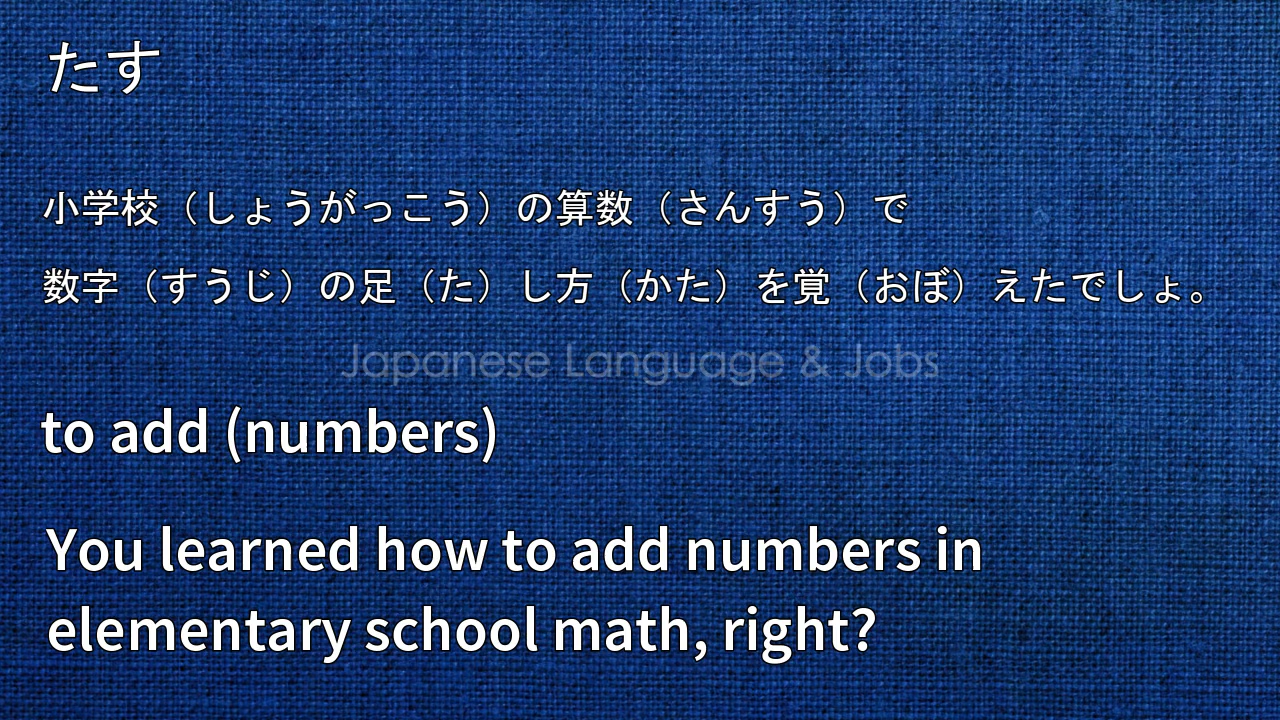 たす
小学校（しょうがっこう）の算数（さんすう）で
数字（すうじ）の足（た）し方（かた）を覚（おぼ）えたでしょ。
Japanese Language & Jobs
to add (numbers)
You learned how to add numbers in
elementary school math, right?